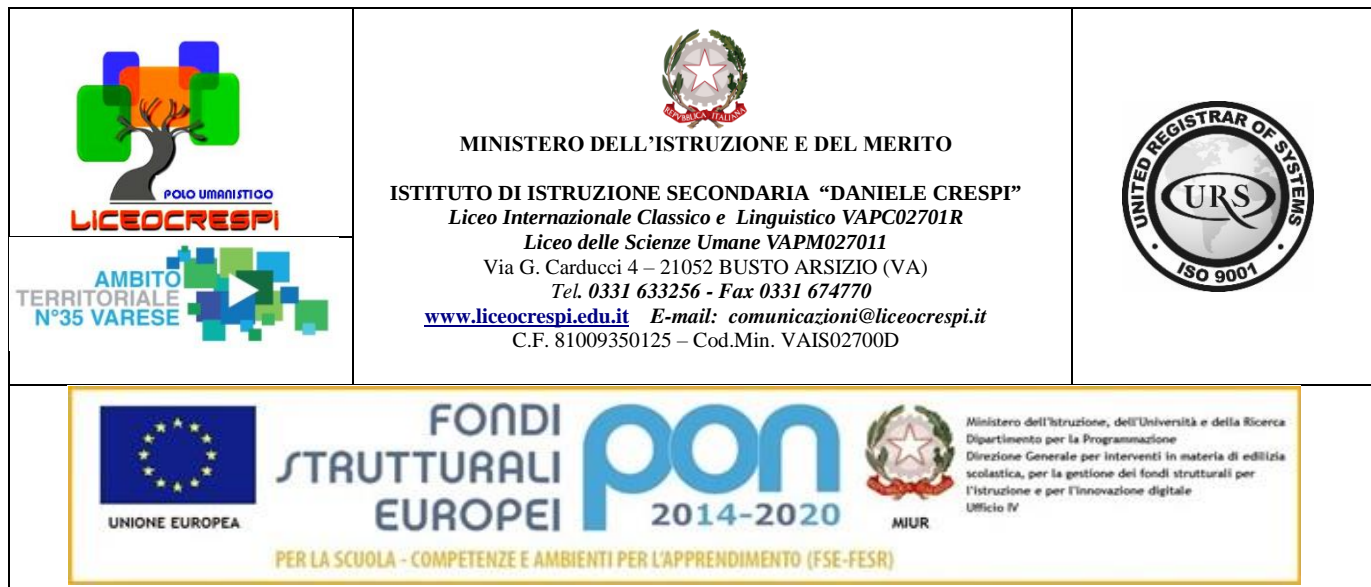 POLO UMANISTICO
LICEOCRESPI
AMBITO
TERRITORIALE
N°35 VARESE
REPVBBLICA ITALIANA
MINISTERO DELL’ISTRUZIONE E DEL MERITO
ISTITUTO DI ISTRUZIONE SECONDARIA “DANIELE CRESPI”
Liceo Internazionale Classico e Linguistico VAPC02701R
Liceo delle Scienze Umane VAPM027011
Via G. Carducci 4 – 21052 BUSTO ARSIZIO (VA)
Tel. 0331 633256 - Fax 0331 674770
www.liceocrespi.edu.it E-mail: comunicazioni@liceocrespi.it
C.F. 81009350125 – Cod.Min. VAIS02700D
UNITED REGISTRAR OF SYSTEMS
URS
ISO 9001
UNIONE EUROPEA
FONDI
STRUTTURALI
EUROPEI
pon
2014-2020
MIUR
Ministero dell'Istruzione, dell'Università e della Ricerca
Dipartimento per la Programmazione
Direzione Generale per interventi in materia di edilizia
scolastica, per la gestione dei fondi strutturali per
l'istruzione e per l'innovazione digitale
Ufficio IV
PER LA SCUOLA - COMPETENZE E AMBIENTI PER L'APPRENDIMENTO (FSE-FESR)